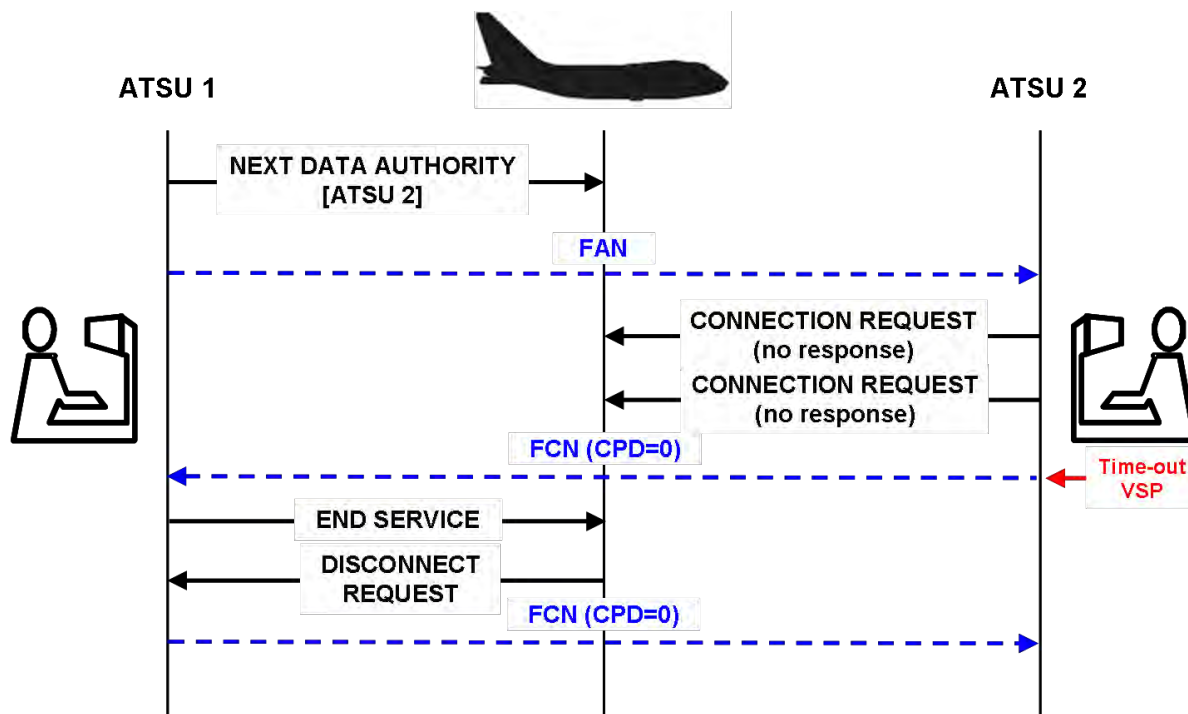 ATSU 1
ATSU 2
NEXT DATA AUTHORITY
[ATSU 2]
FAN
CONNECTION REQUEST
(no response)
CONNECTION REQUEST
(no response)
FCN (CPD=0)
Time-out
VSP
END SERVICE
DISCONNECT
REQUEST
FCN (CPD=0)